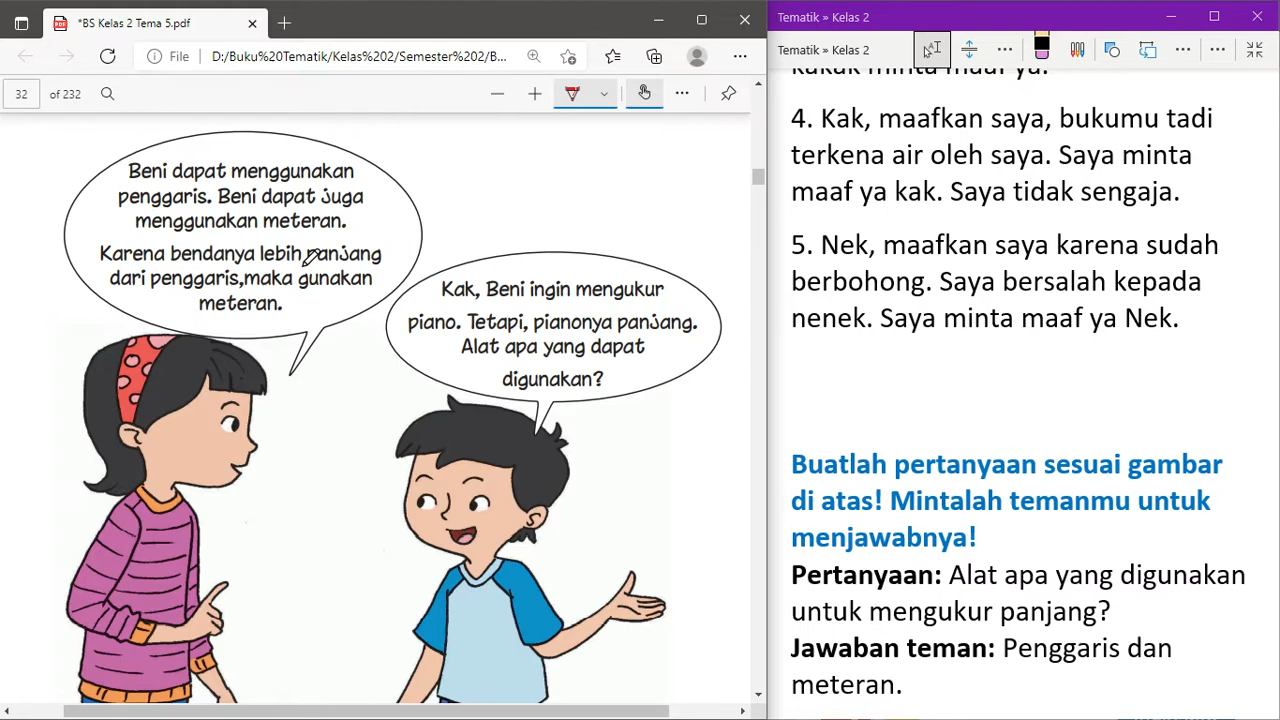 *BS Kelas 2 Tema 5.pdf
File
D:/Buku%20Tematik/Kelas%202/Semester%202/B...
32
of 232
Beni dapat menggunakan
penggaris. Beni dapat juga
menggunakan meteran.
Karena bendanya lebih panjang
dari penggaris,maka gunakan
meteran.
Kak, Beni ingin mengukur
piano. Tetapi, pianonya panjang.
Alat apa yang dapat
digunakan?
Tematik » Kelas 2
Tematik » Kelas 2
kakak minta maaf ya.
4. Kak, maafkan saya, bukumu tadi
terkena air oleh saya. Saya minta
maaf ya kak. Saya tidak sengaja.
5. Nek, maafkan saya karena sudah
berbohong. Saya bersalah kepada
nenek. Saya minta maaf ya Nek.
Buatlah pertanyaan sesuai gambar
di atas! Mintalah temanmu untuk
menjawabnya!
Pertanyaan: Alat apa yang digunakan
untuk mengukur panjang?
Jawaban teman: Penggaris dan
meteran.